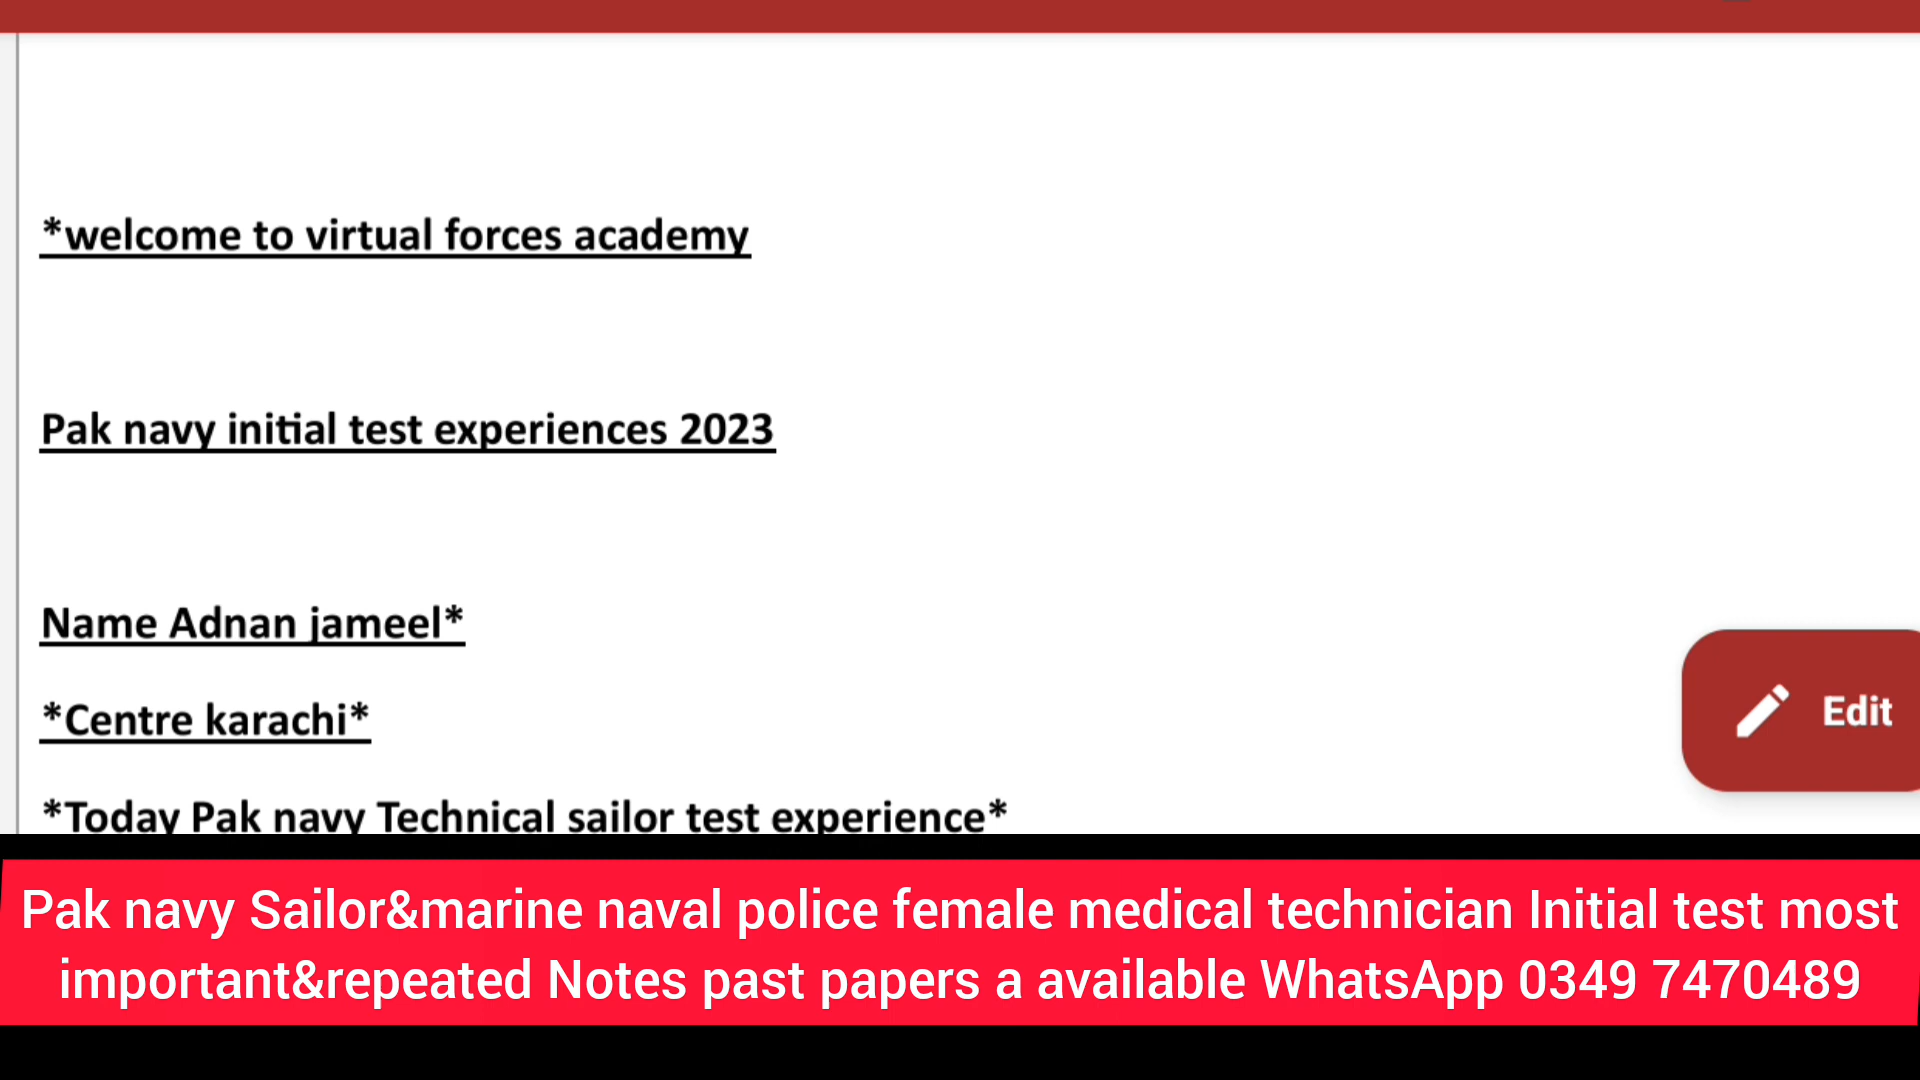 *welcome to virtual forces academy
Pak navy initial test experiences 2023
Name Adnan jameel*
*Centre karachi*
Edit
*Today Pak navy Technical sailor test experience*
Pak navy Sailor&marine naval police female medical technician Initial test most
important&repeated Notes past papers a available WhatsApp 0349 7470489